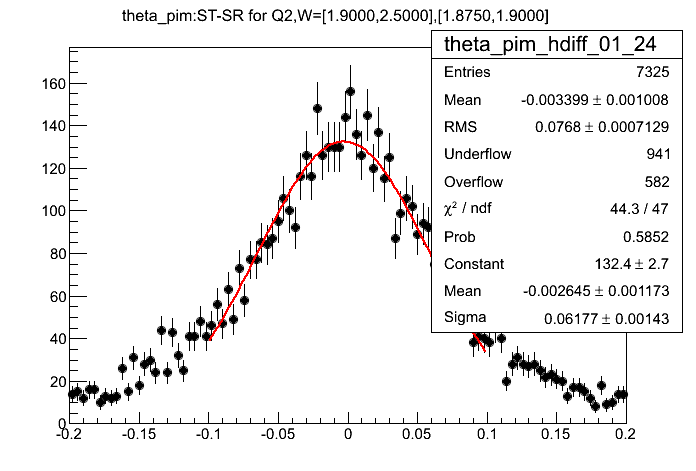 theta_pim:ST-SR for Q2,W=[1.9000,2.5000],[1.8750,1.9000]
theta_pim_hdiff_01_24
Entries 7325
Mean -0.003399 ± 0.001008
RMS 0.0768 ± 0.0007129
Underflow 941
Overflow 582
χ² / ndf 44.3 / 47
Prob 0.5852
Constant 132.4 ± 2.7
Mean -0.002645 ± 0.001173
Sigma 0.06177 ± 0.00143
160
140
120
100
80
60
40
20
0
-0.2 -0.15 -0.1 -0.05 0 0.05 0.1 0.15 0.2